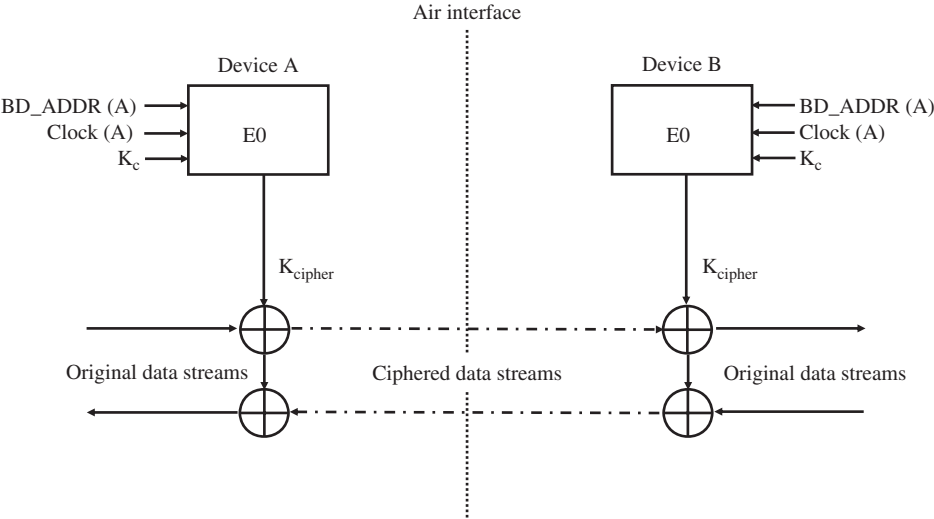 Air interface
Device A
Device B
BD_ADDR (A)
Clock (A)
Kc
E0
E0
BD_ADDR (A)
Clock (A)
Kc
Kcipher
Kcipher
Original data streams
Ciphered data streams
Original data streams